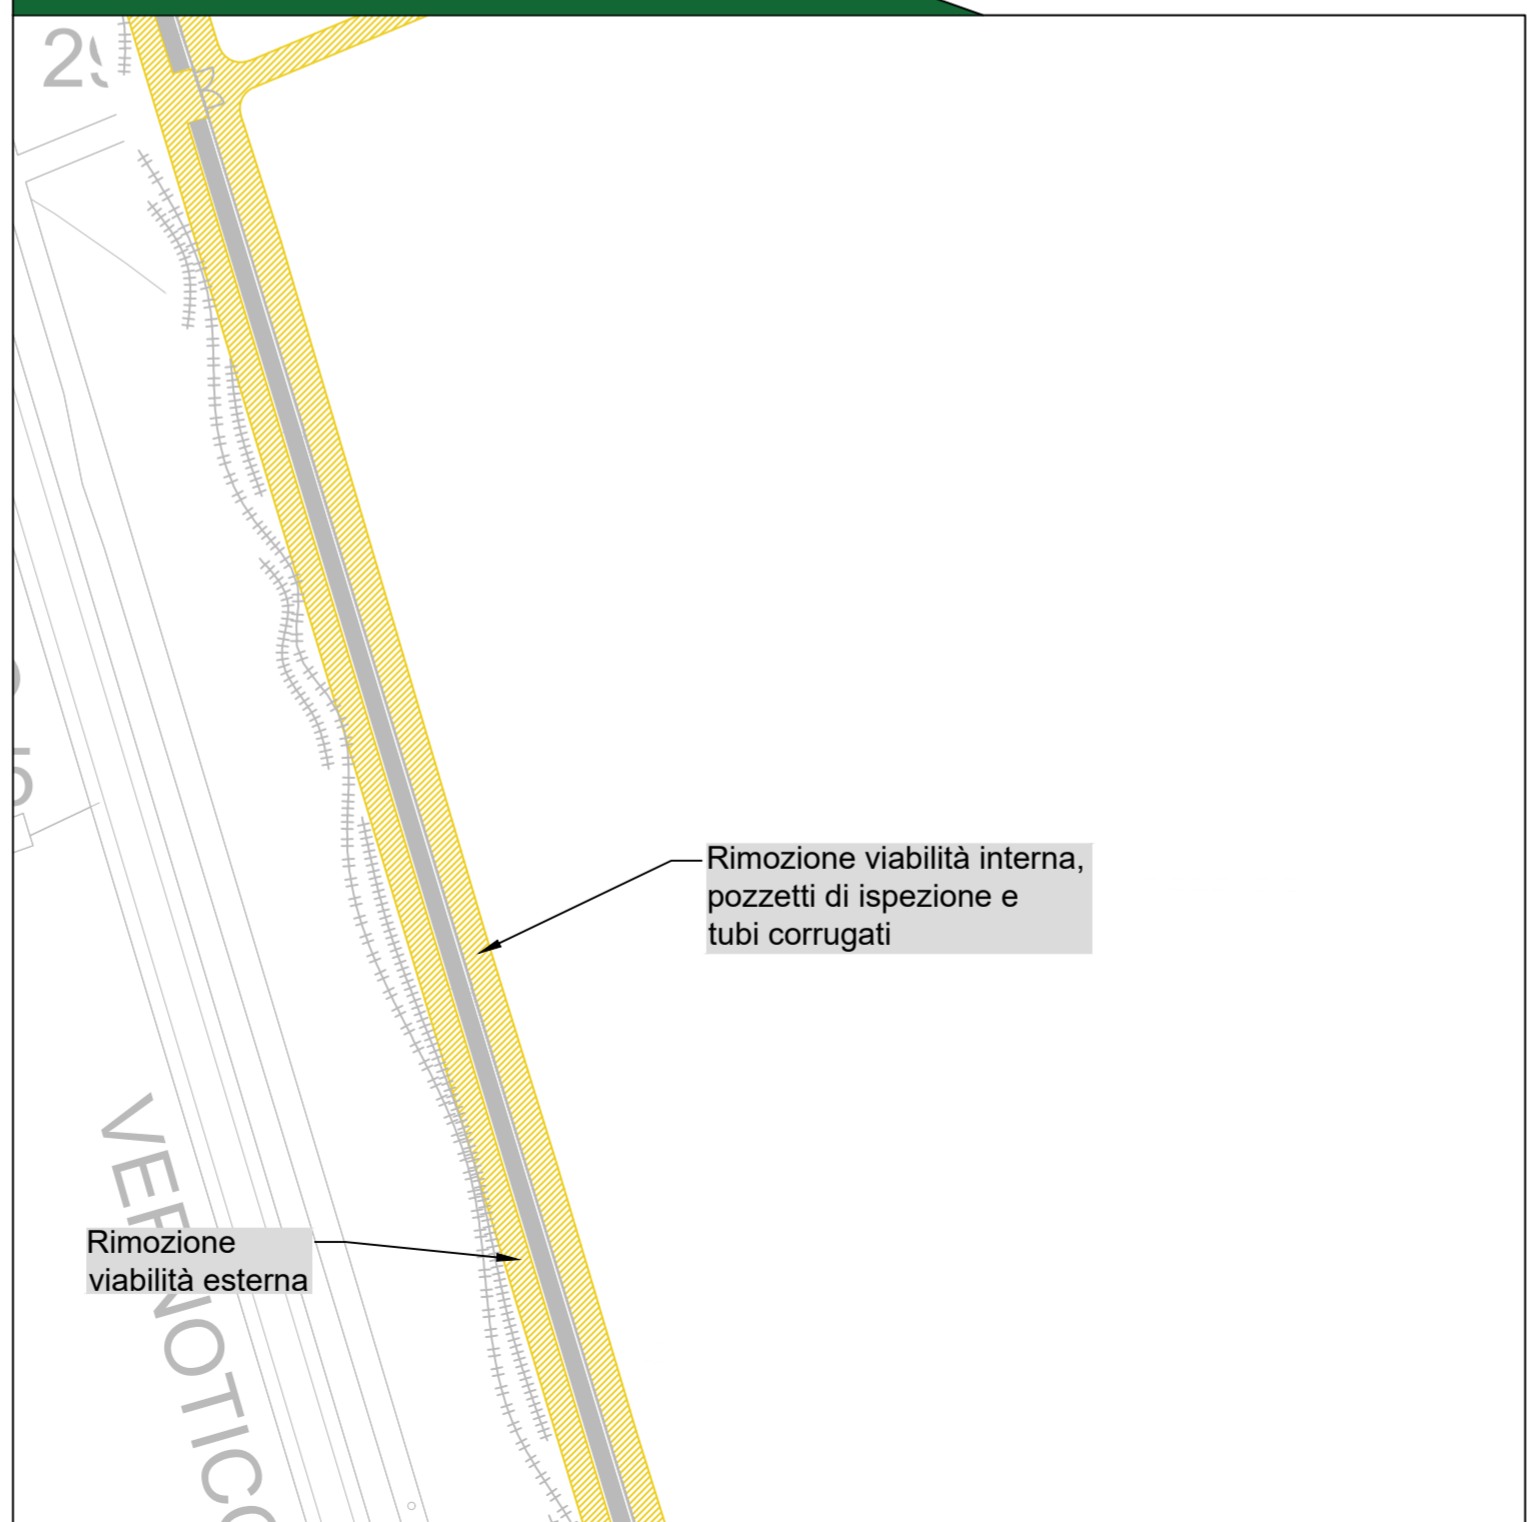 Rimozione viabilità interna,
pozzetti di ispezione e
tubi corrugati
Rimozione
viabilità esterna